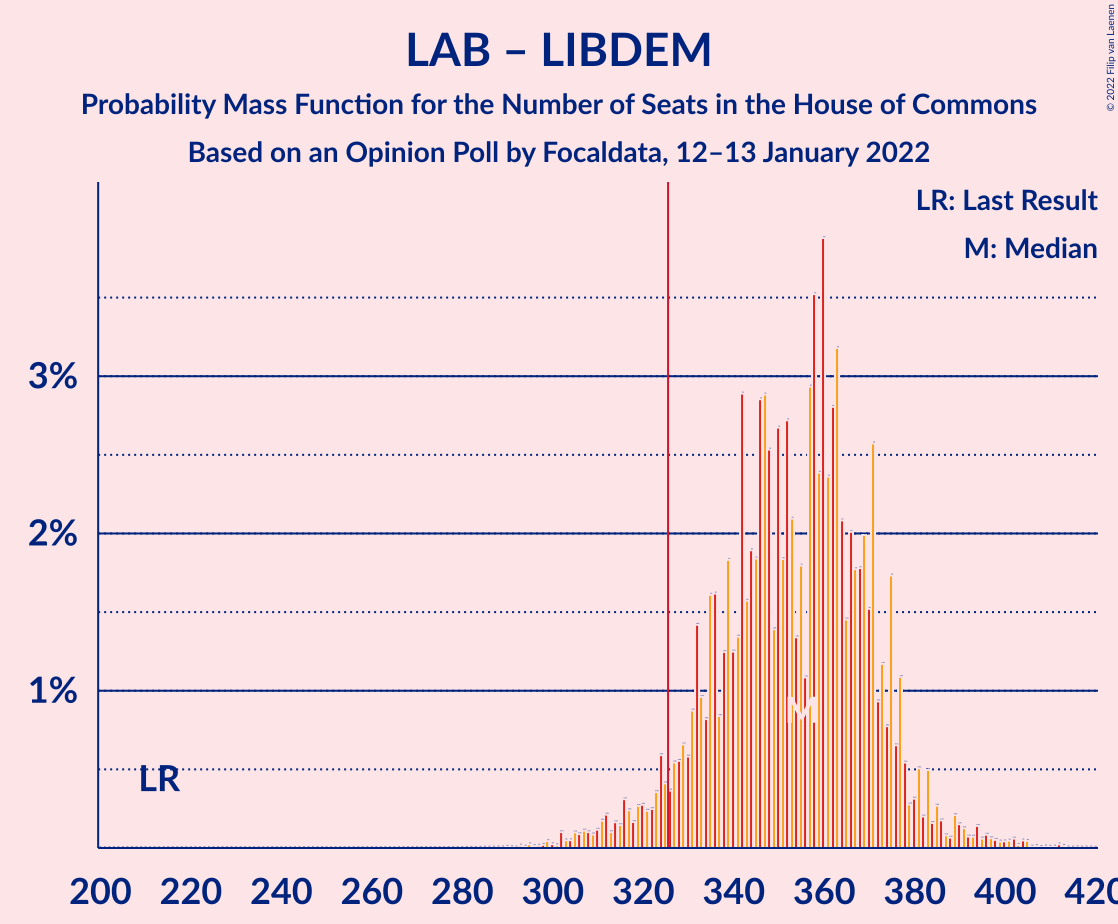 LAB – LIBDEM
Probability Mass Function for the Number of Seats in the House of Commons
Based on an Opinion Poll by Focaldata, 12–13 January 2022
© 2022 Filip van Laenen
LR: Last Result
M: Median
3%
2%
1%
M
LR
200 220 240 260 280 300 320 340 360 380 400 420